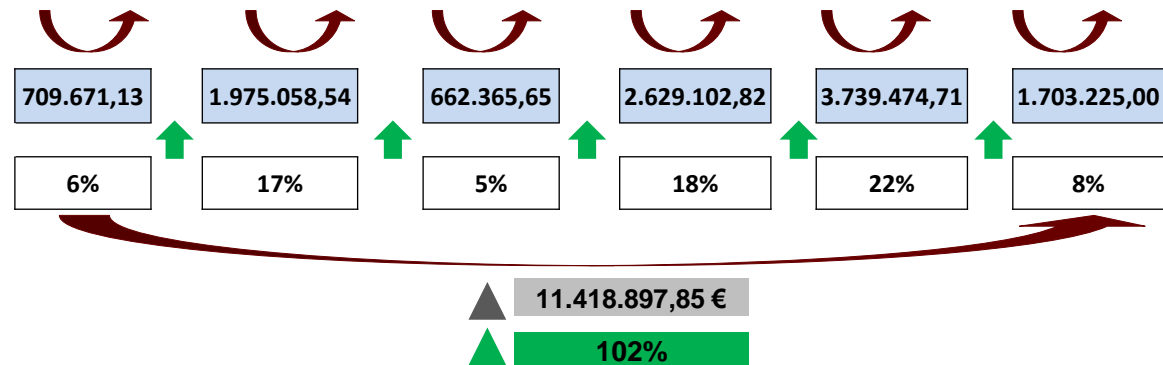 709.671,13 1.975.058,54 662.365,65 2.629.102,82 3.739.474,71 1.703.225,00
6% 17% 5% 18% 22% 8%
11.418.897,85 €
102%